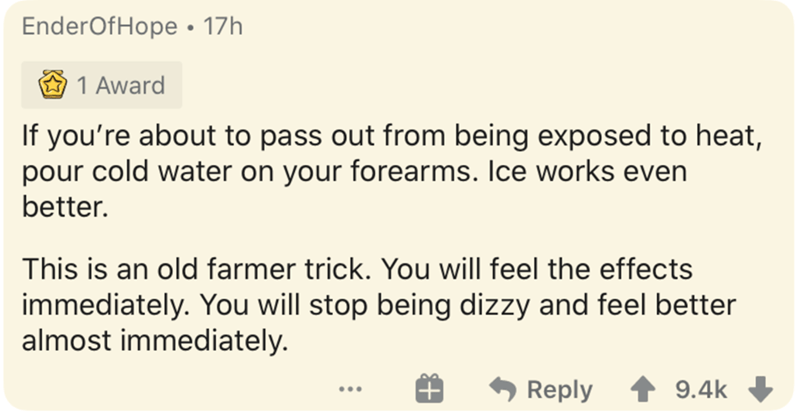 EnderOfHope • 17h
1 Award
If you’re about to pass out from being exposed to heat,
pour cold water on your forearms. Ice works even
better.
This is an old farmer trick. You will feel the effects
immediately. You will stop being dizzy and feel better
almost immediately.
... Reply 9.4k